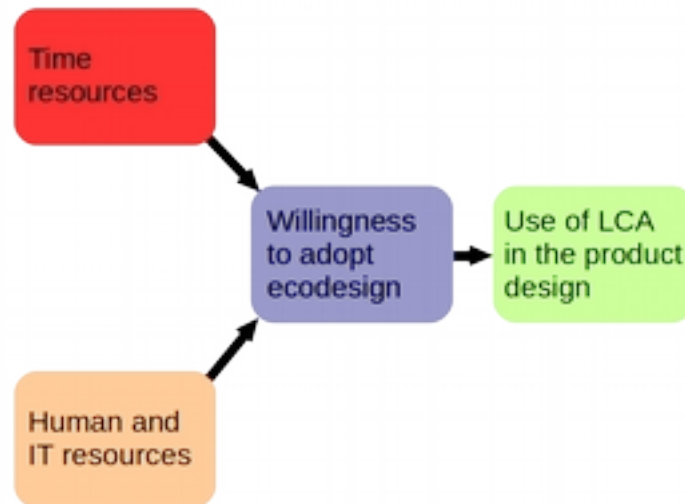 Time
resources
Willingness
to adopt
ecodesign
Use of LCA
in the product
design
Human and
IT resources